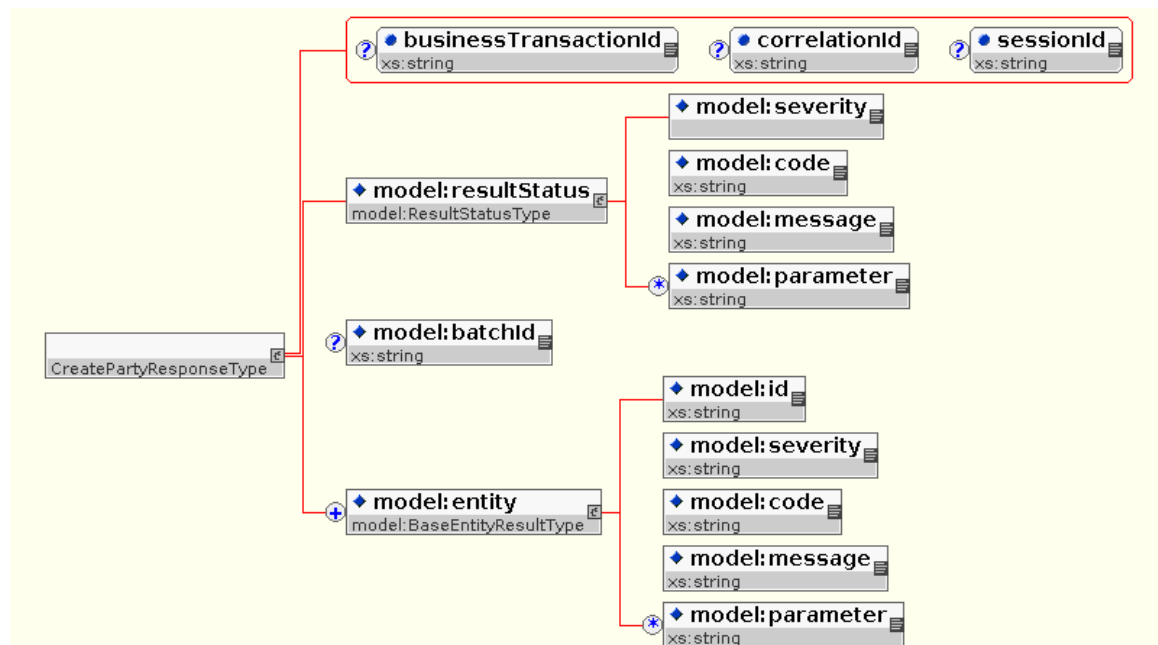 businessTransactionId correlationId sessionId
xs:string xs:string xs:string
model:severity
model:code
xs:string
model:resultStatus
model:ResultStatusType
model:message
xs:string
model:parameter
xs:string
CreatePartyResponseType
model:batchId
xs:string
model:id
xs:string
model:severity
xs:string
model:entity
model:BaseEntityResultType
model:code
xs:string
model:message
xs:string
model:parameter
xs:string